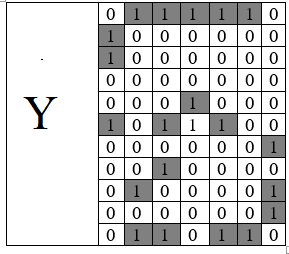 Y
0 1 1 1 1 1 0
1 0 0 0 0 0 0
1 0 0 0 0 0 0
0 0 0 0 0 0 0
0 0 0 1 0 0 0
1 0 1 1 1 0 0
0 0 0 0 0 0 1
0 0 1 0 0 0 0
0 1 0 0 0 0 1
0 0 0 0 0 0 1
0 1 1 0 1 1 0